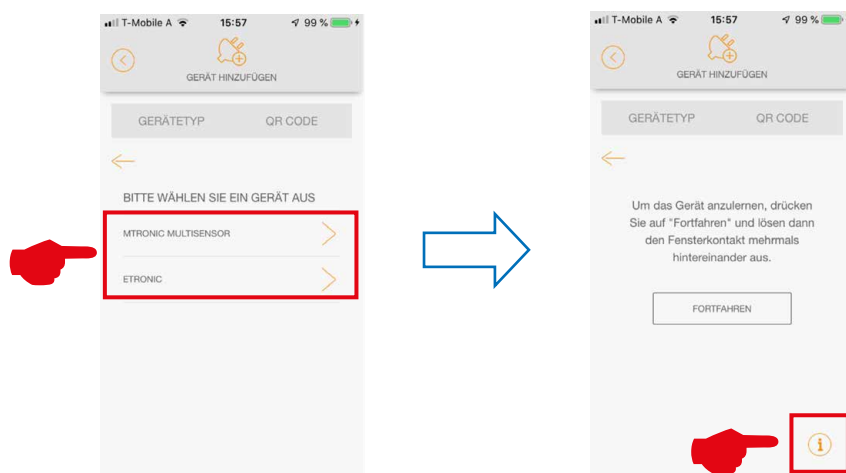 T-Mobile A 15:57 99 %
GERÄT HINZUFÜGEN
GERÄTETYP QR CODE
BITTE WÄHLEN SIE EIN GERÄT AUS
MTRONIC MULTISENSOR
ETRONIC
T-Mobile A 15:57 99 %
GERÄT HINZUFÜGEN
GERÄTETYP QR CODE
Um das Gerät anzulernen, drücken
Sie auf "Fortfahren" und lösen dann
den Fensterkontakt mehrmals
hintereinander aus.
FORTFAHREN
i